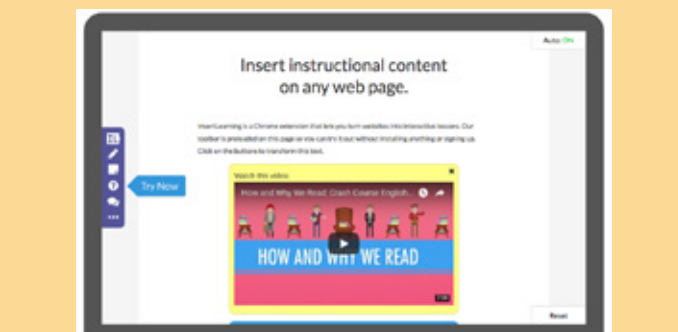 Auto ON
Insert instructional content
on any web page.
InsertLearning is a Chrome extension that lets you turn websites into interactive lessons. Our
toolbar is preloaded on this page so you can try it out without installing anything or signing up.
Click on the buttons to transform this text.
Watch this video
How and Why We Read: Crash Course English...
Try Now
HOW AND WHY WE READ
Reset